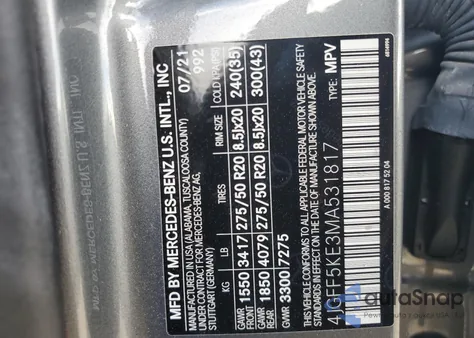 MFD BY MERCEDES-BENZ U.S. INTL., INC
MADE IN USA (ALABAMA, TUSCALOOSA COUNTY) 07/21
UNDER CONTRACT FOR MERCEDES-BENZ AG, 992
STUTTGART (GERMANY)
KG LB TIRES RIM SIZE COLD KPA(PSI)
GAWR FRONT 1550 3417 275/50 R20 8.5Jx20 240(35)
GAWR REAR 1850 4079 275/50 R20 8.5Jx20 300(43)
GVWR 3300 7275
THIS VEHICLE CONFORMS TO ALL APPLICABLE FEDERAL MOTOR VEHICLE SAFETY
STANDARDS IN EFFECT ON THE DATE OF MANUFACTURE SHOWN ABOVE.
4JGFF5KE3MA531817 TYPE: MPV
A 000 817 52 04
autoSnap